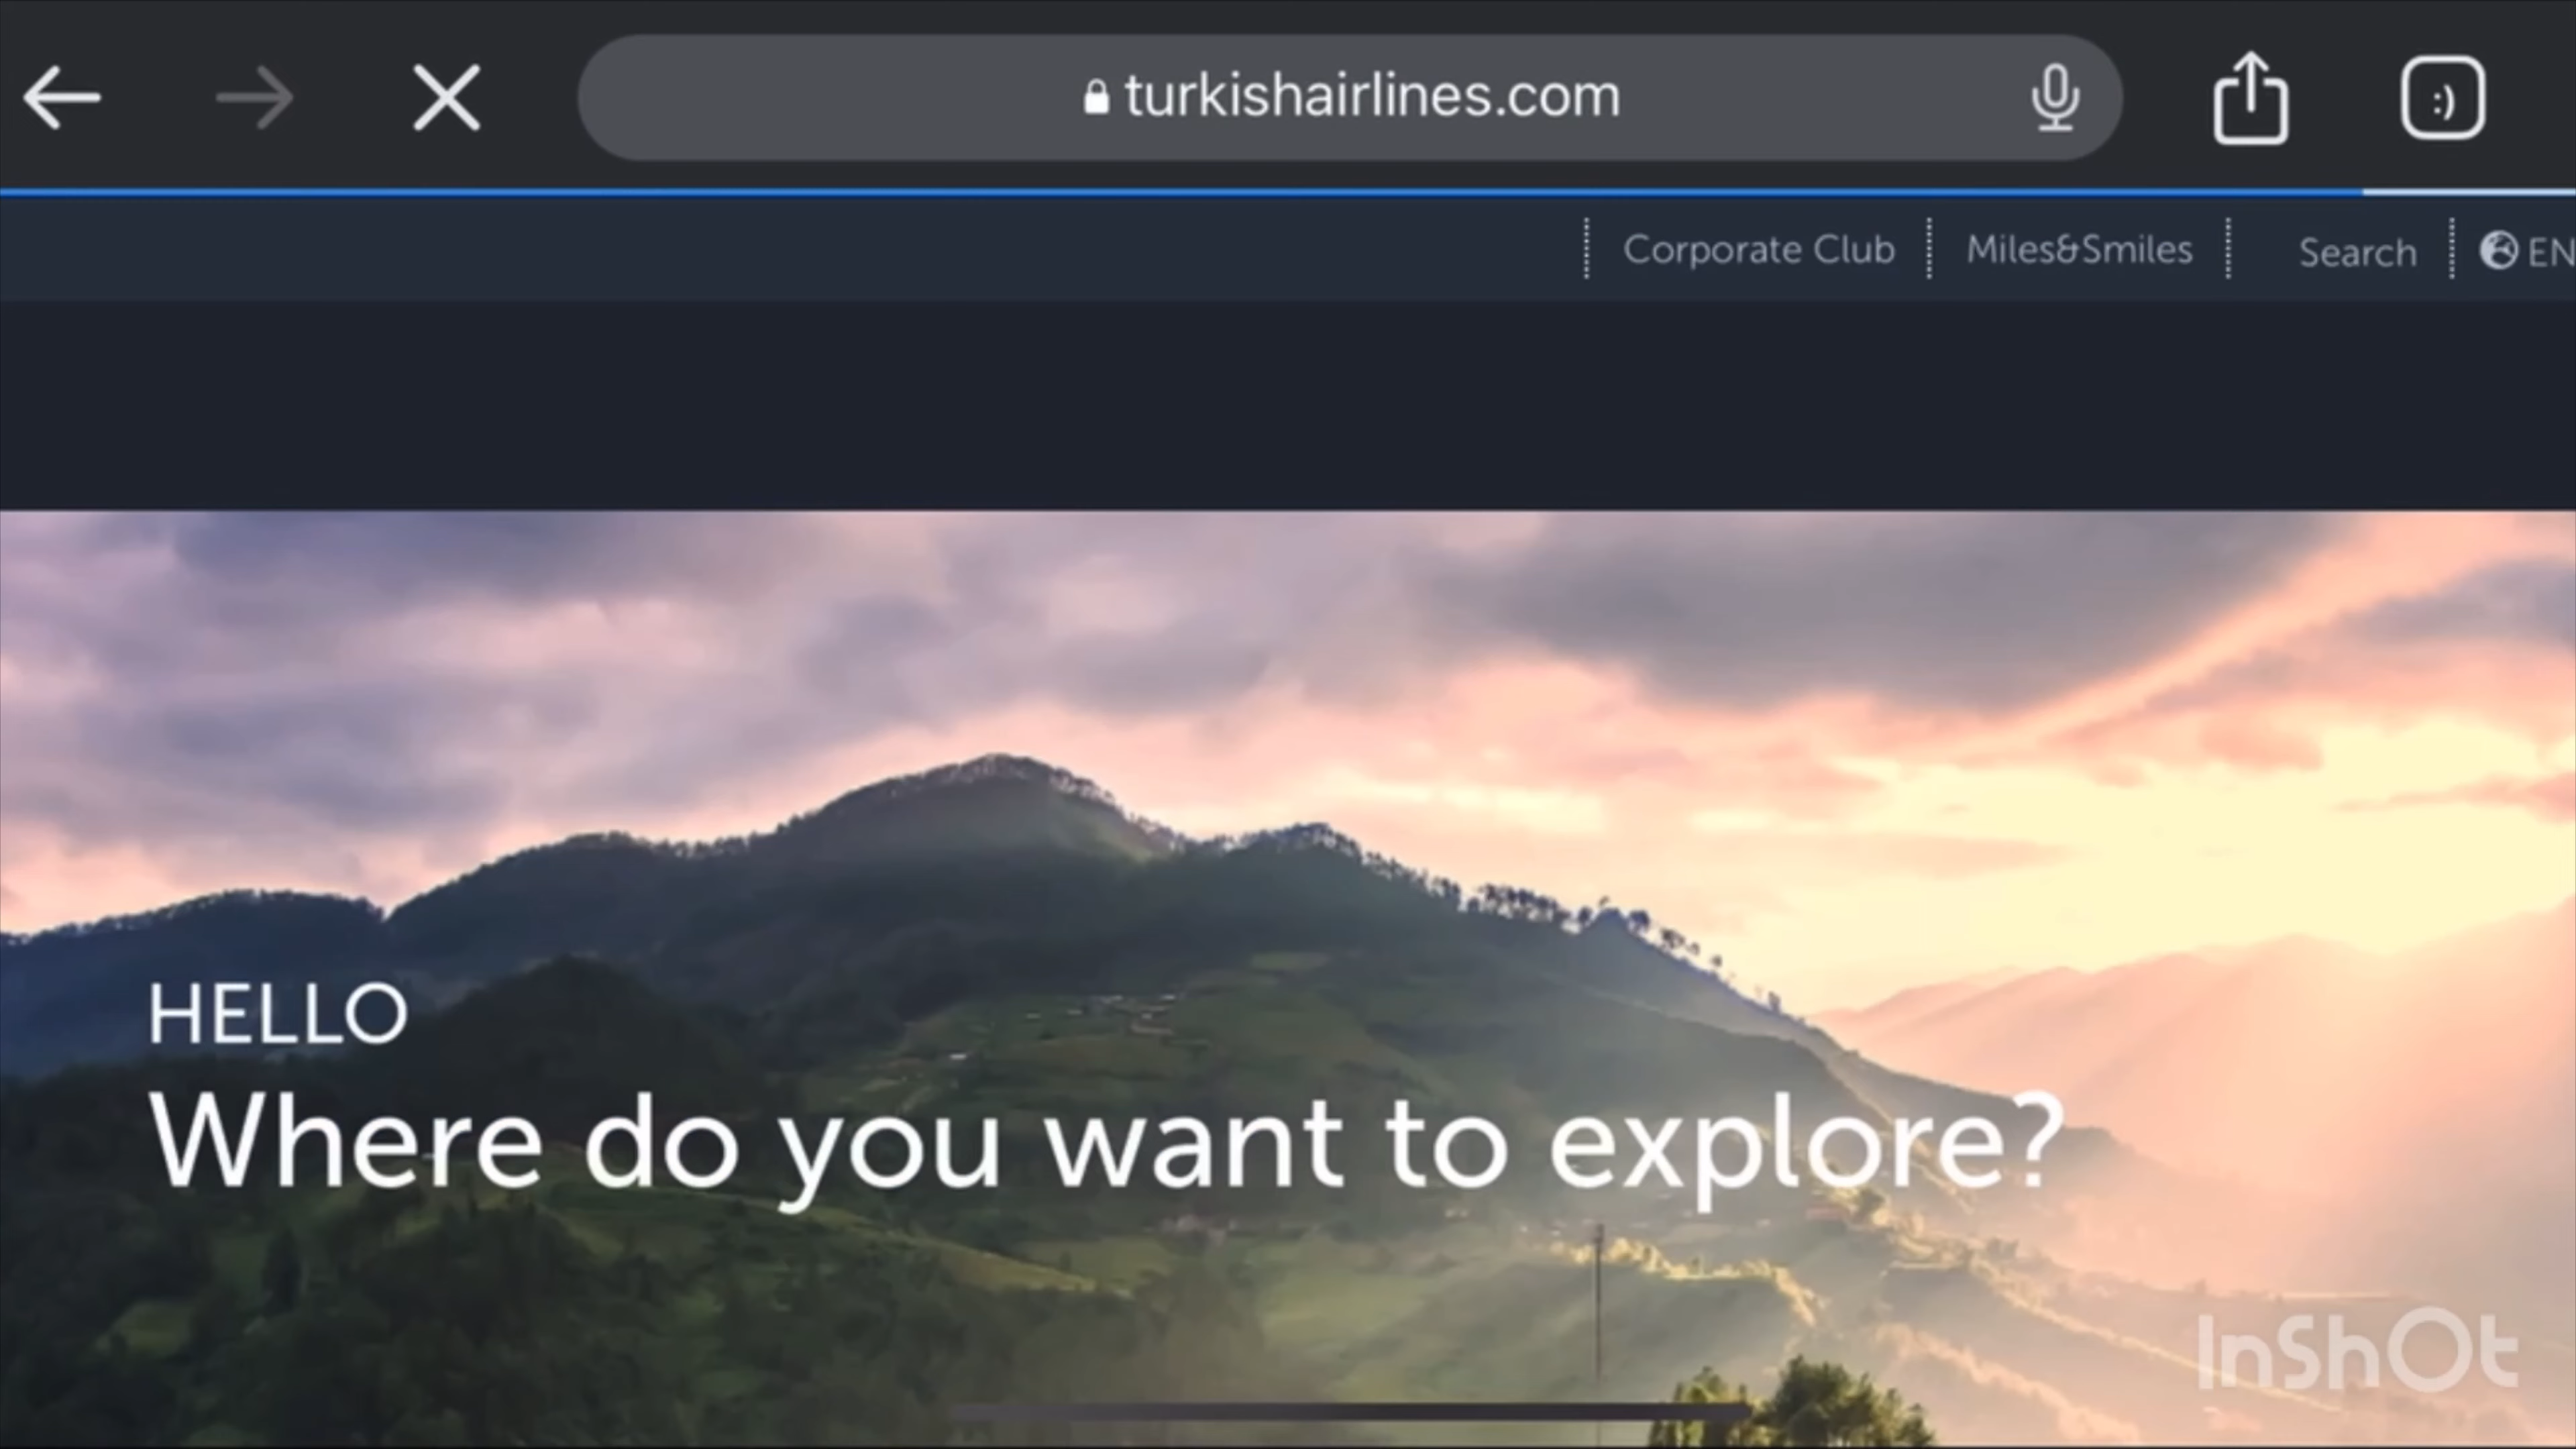 turkishairlines.com
:)
Corporate Club
Miles&Smiles
Search
EN
HELLO
Where do you want to explore?
InShOt